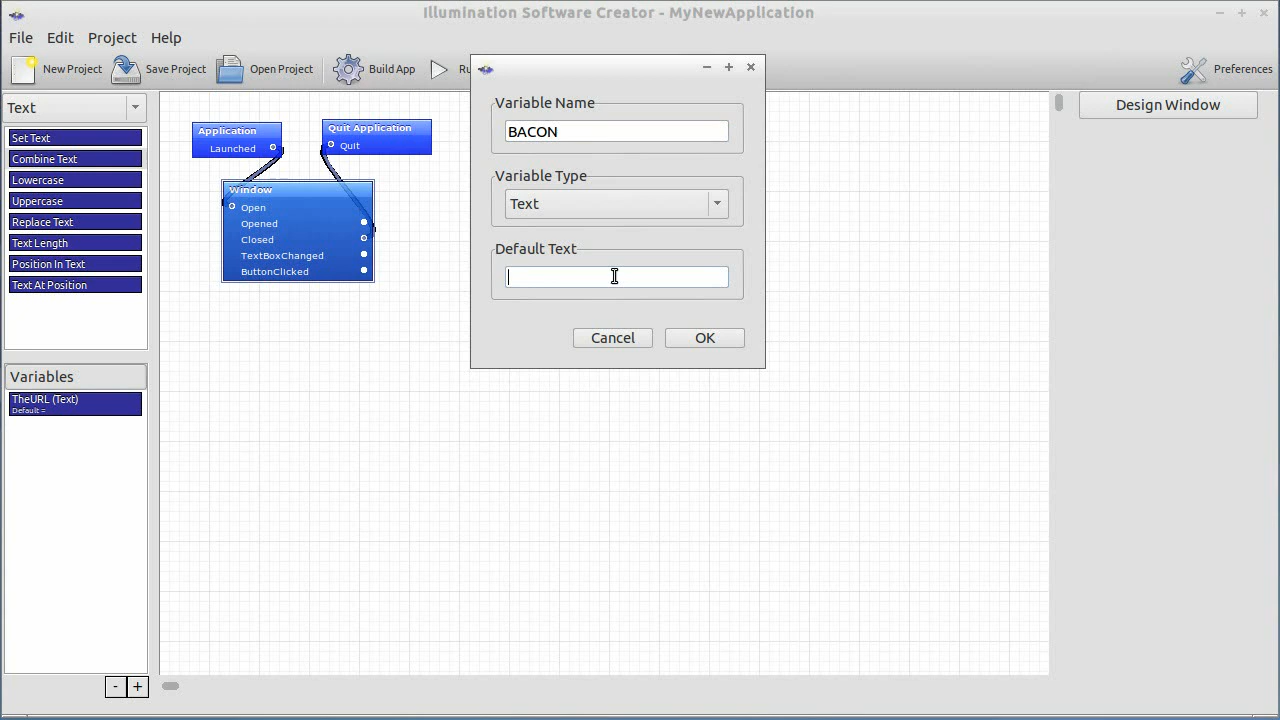 Illumination Software Creator - MyNewApplication
File Edit Project Help
New Project Save Project Open Project Build App Ru Preferences
Text
Set Text
Combine Text
Lowercase
Uppercase
Replace Text
Text Length
Position In Text
Text At Position
Variables
TheURL (Text)
Default =
- +
Application
Launched
Quit Application
Quit
Window
Open
Opened
Closed
TextBoxChanged
ButtonClicked
Variable Name
BACON
Variable Type
Text
Default Text
Cancel OK
Design Window